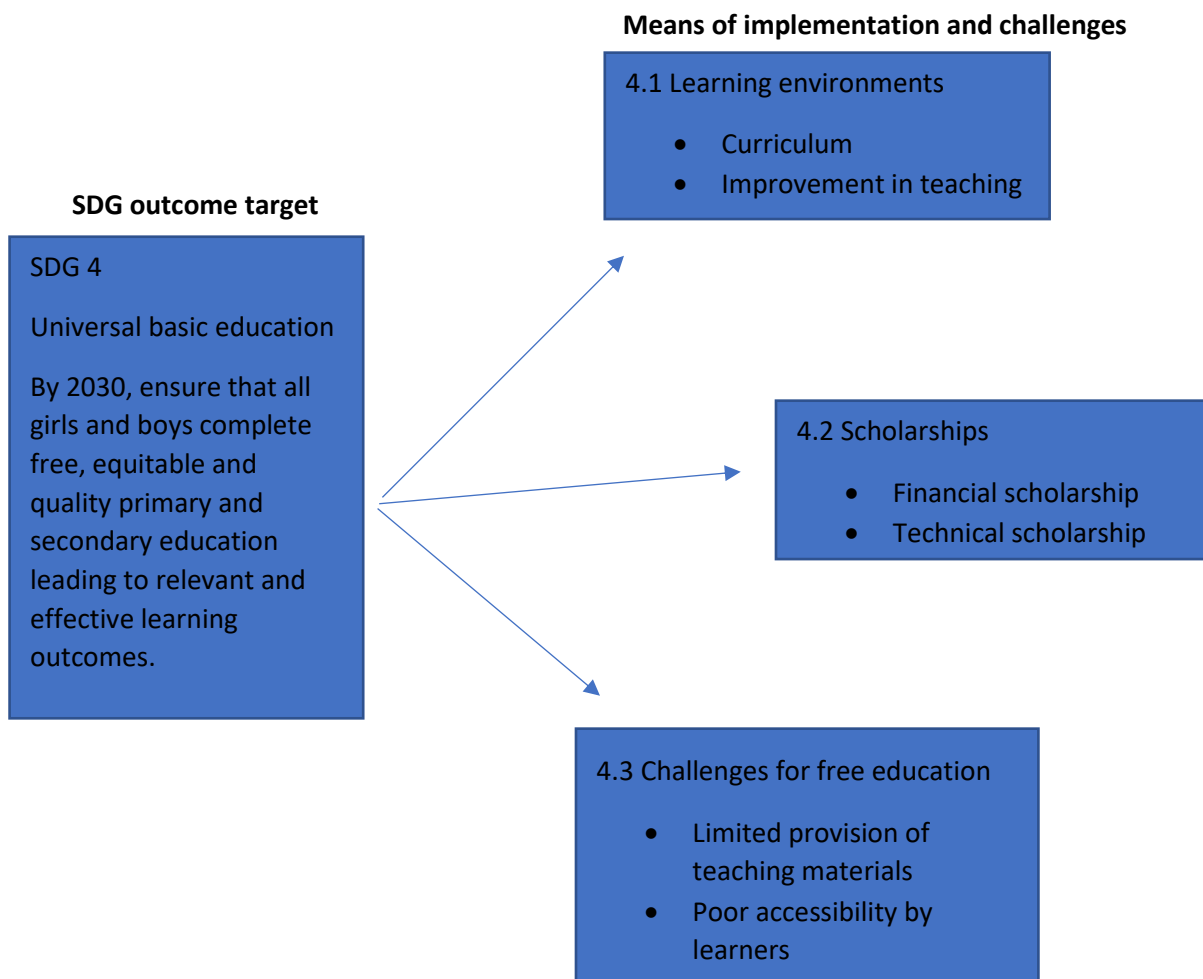 Means of implementation and challenges
4.1 Learning environments
• Curriculum
• Improvement in teaching
SDG outcome target
SDG 4
Universal basic education
By 2030, ensure that all
girls and boys complete
free, equitable and
quality primary and
secondary education
leading to relevant and
effective learning
outcomes.
4.2 Scholarships
• Financial scholarship
• Technical scholarship
4.3 Challenges for free education
• Limited provision of
teaching materials
• Poor accessibility by
learners